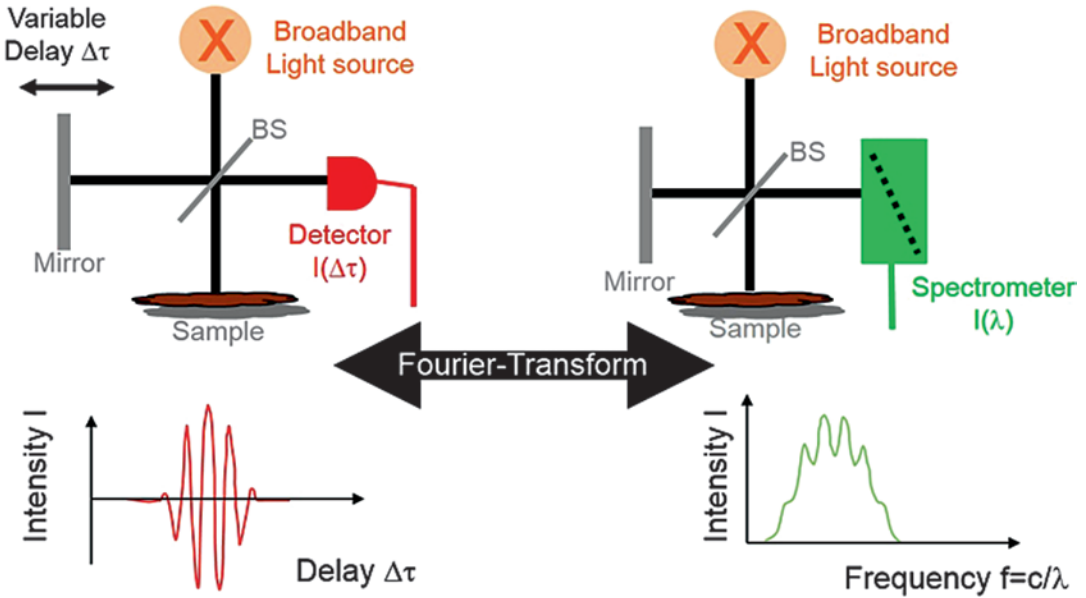 Variable
Delay Δτ
X
Broadband
Light source
BS
Mirror
Detector
I(Δτ)
Sample
X
Broadband
Light source
BS
Mirror
Spectrometer
I(λ)
Sample
Fourier-Transform
Intensity I
Delay Δτ
Intensity I
Frequency f=c/λ